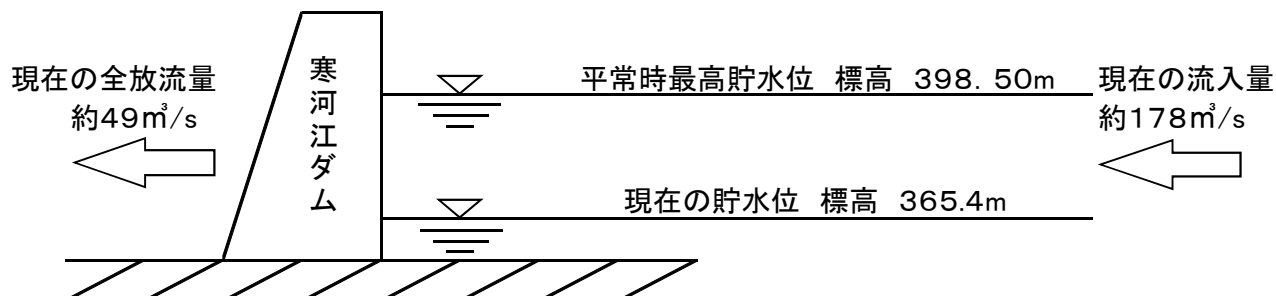 現在の全放流量
約49㎥/s
寒河江ダム
平常時最高貯水位 標高 398.50m
現在の貯水位 標高 365.4m
現在の流入量
約178㎥/s